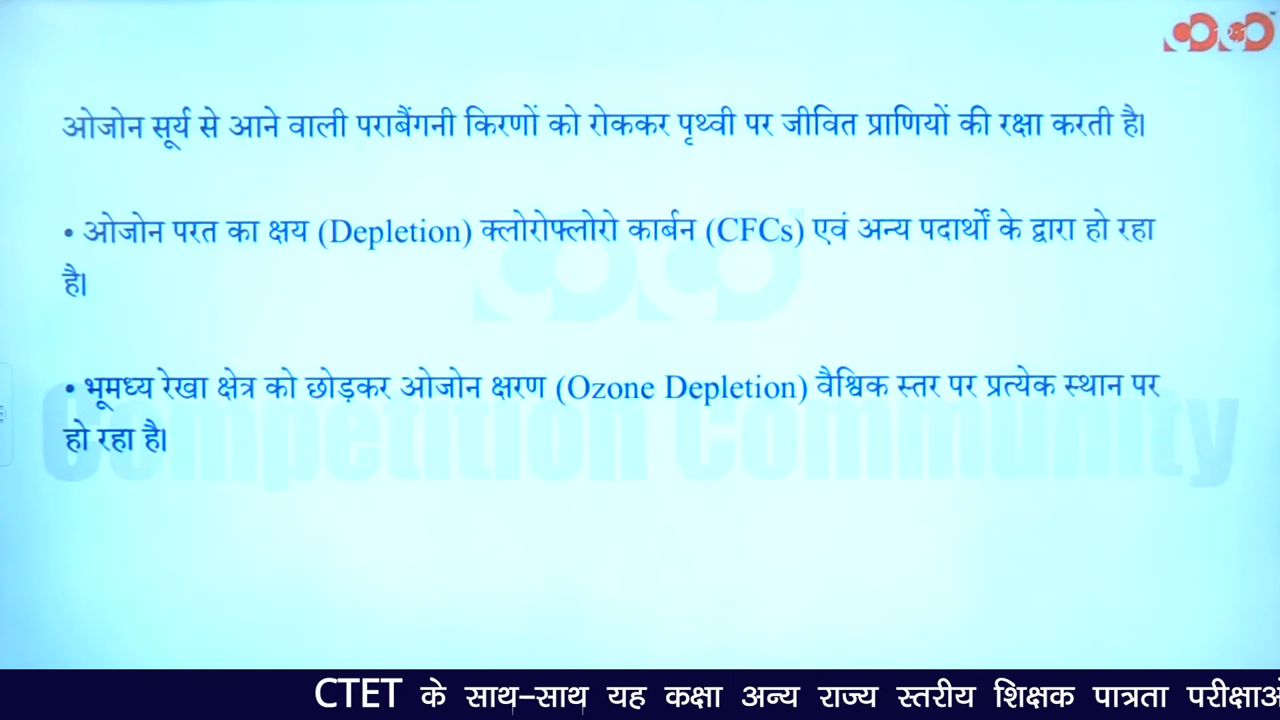 ओजोन सूर्य से आने वाली पराबैंगनी किरणों को रोककर पृथ्वी पर जीवित प्राणियों की रक्षा करती है।
• ओजोन परत का क्षय (Depletion) क्लोरोफ्लोरो कार्बन (CFCs) एवं अन्य पदार्थों के द्वारा हो रहा
है।
• भूमध्य रेखा क्षेत्र को छोड़कर ओजोन क्षरण (Ozone Depletion) वैश्विक स्तर पर प्रत्येक स्थान पर
हो रहा है।
Competition Community
CTET के साथ-साथ यह कक्षा अन्य राज्य स्तरीय शिक्षक पात्रता